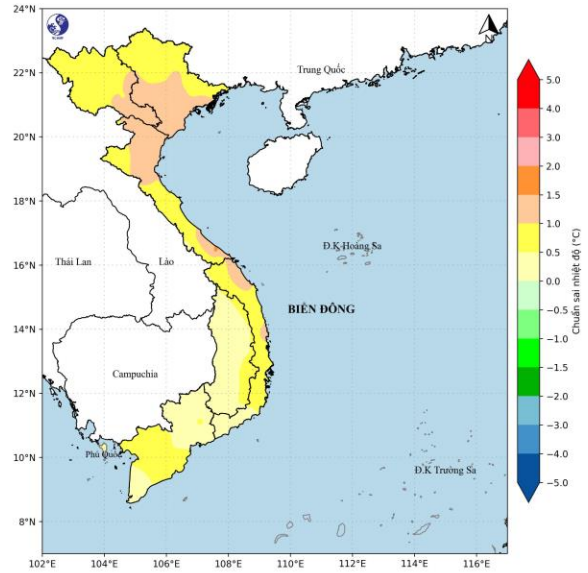 24°N
22°N
20°N
18°N
16°N
14°N
12°N
10°N
8°N
102°E
104°E
106°E
108°E
110°E
112°E
114°E
116°E
Trung Quốc
Đ.K Hoàng Sa
Thái Lan
Lào
BIỂN ĐÔNG
Campuchia
Phú Quốc
Đ.K Trường Sa
5.0
4.0
3.0
2.0
1.5
1.0
0.5
0.0
−0.5
−1.0
−1.5
−2.0
−3.0
−4.0
−5.0
Chuẩn sai nhiệt độ (°C)